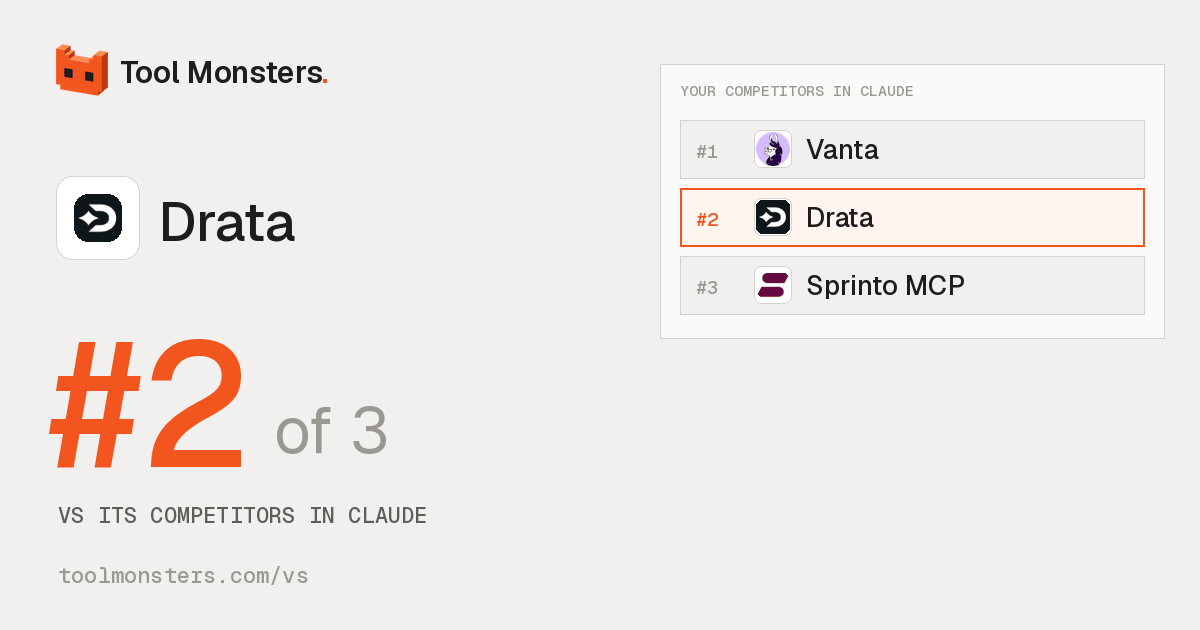 Tool Monsters.
Drata
#2 of 3
VS ITS COMPETITORS IN CLAUDE
toolmonsters.com/vs
YOUR COMPETITORS IN CLAUDE
#1 Vanta
#2 Drata
#3 Sprinto MCP